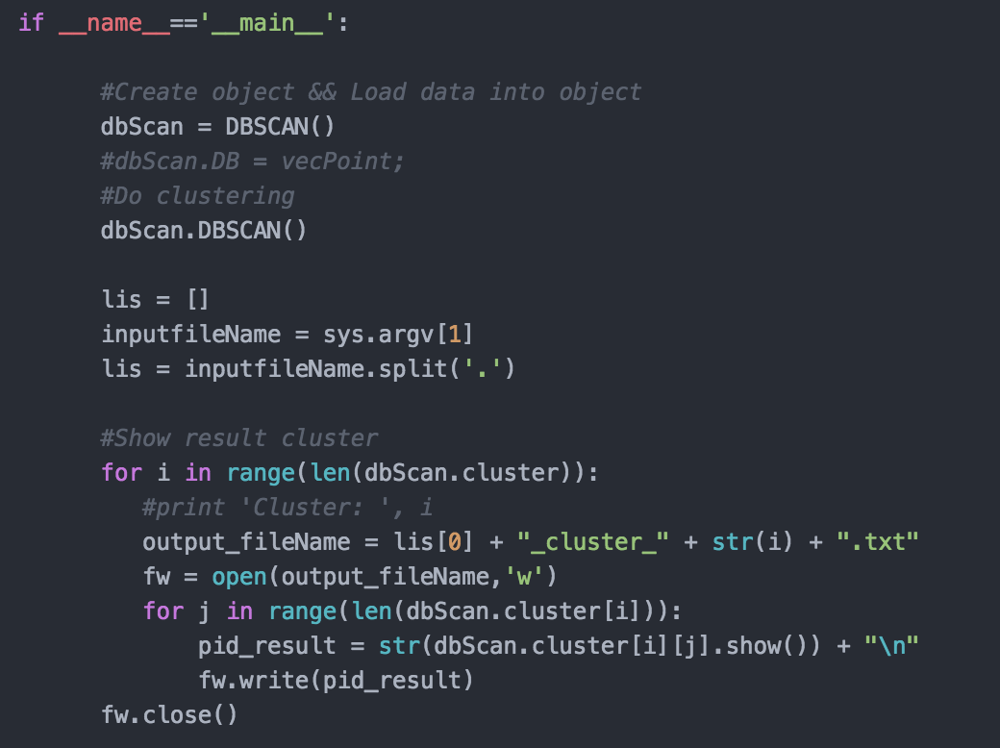 if __name__=='__main__':
#Create object && Load data into object
dbScan = DBSCAN()
#dbScan.DB = vecPoint;
#Do clustering
dbScan.DBSCAN()
lis = []
inputfileName = sys.argv[1]
lis = inputfileName.split('.')
#Show result cluster
for i in range(len(dbScan.cluster)):
#print 'Cluster: ', i
output_fileName = lis[0] + "_cluster_" + str(i) + ".txt"
fw = open(output_fileName,'w')
for j in range(len(dbScan.cluster[i])):
pid_result = str(dbScan.cluster[i][j].show()) + "\n"
fw.write(pid_result)
fw.close()